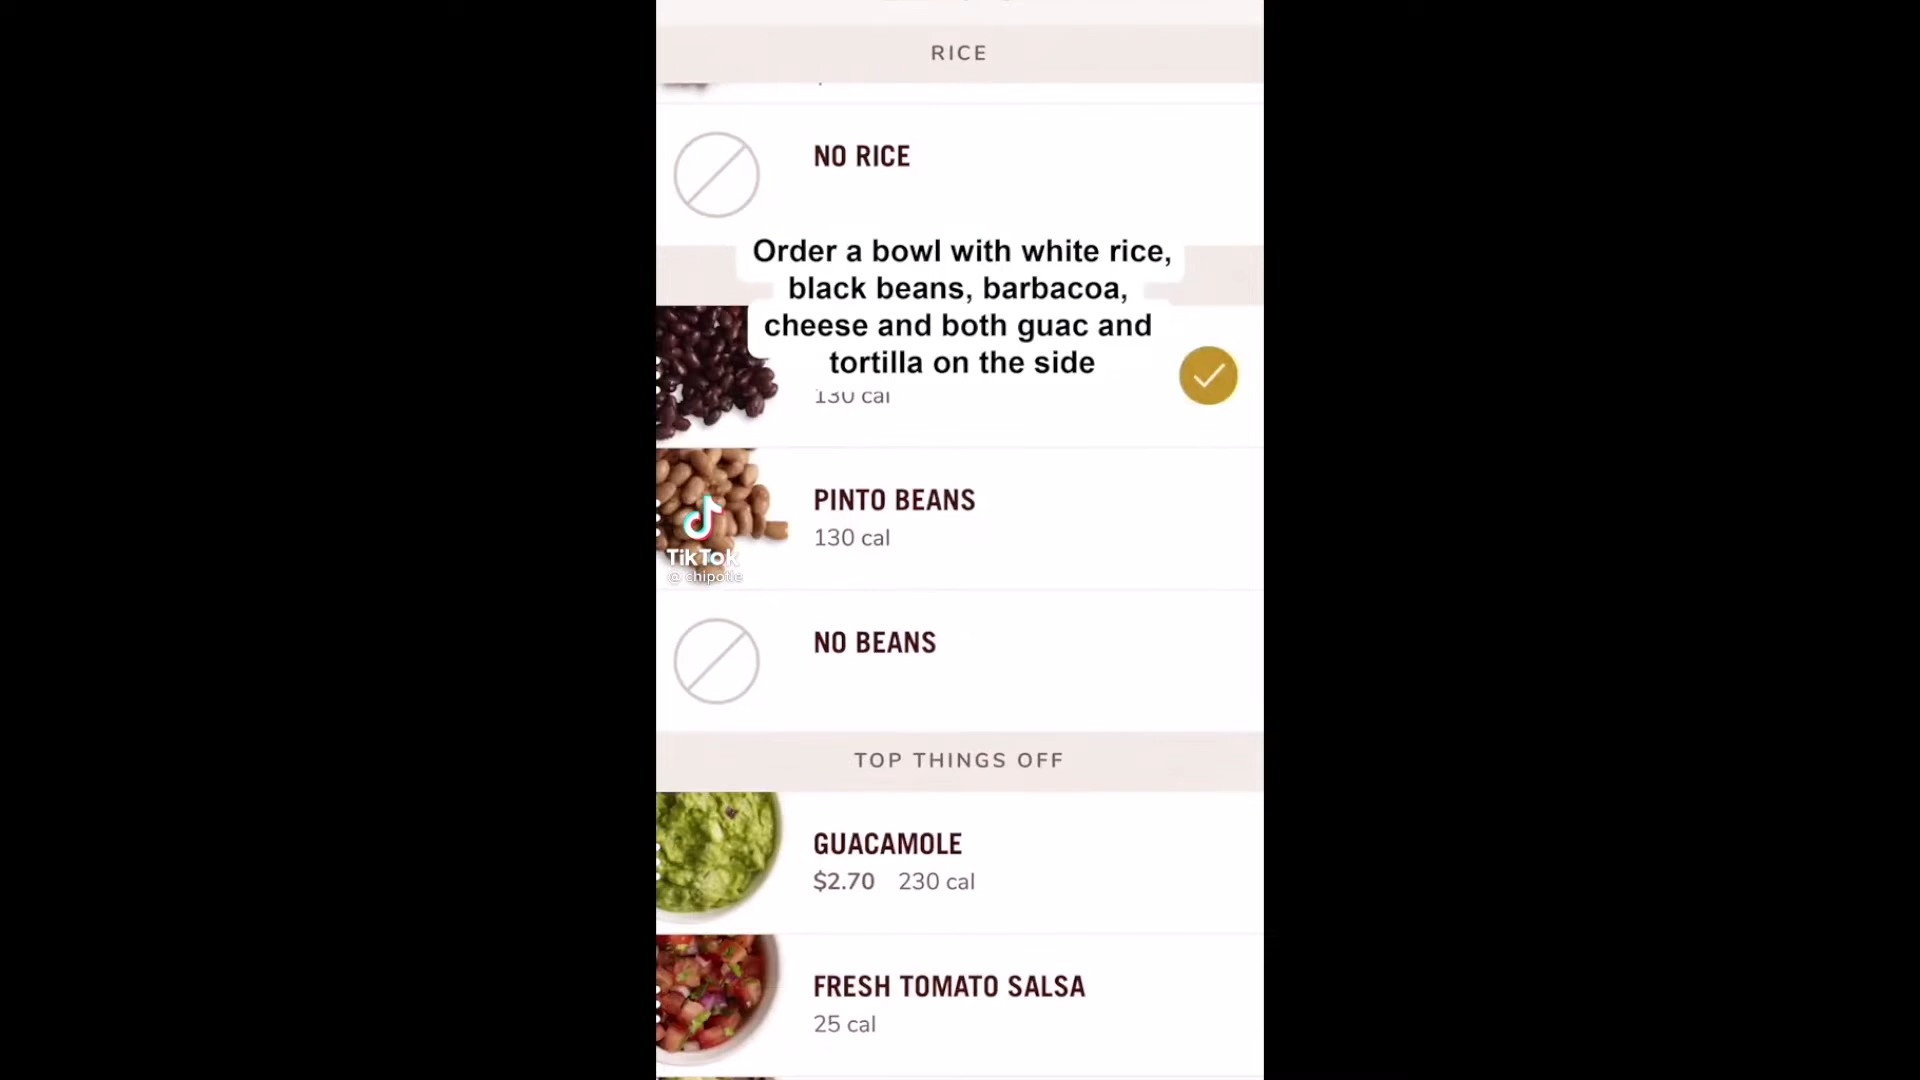 RICE
NO RICE
Order a bowl with white rice,
black beans, barbacoa,
cheese and both guac and
tortilla on the side
130 cal
PINTO BEANS
130 cal
TikTok
@ chipotle
NO BEANS
TOP THINGS OFF
GUACAMOLE
$2.70 230 cal
FRESH TOMATO SALSA
25 cal